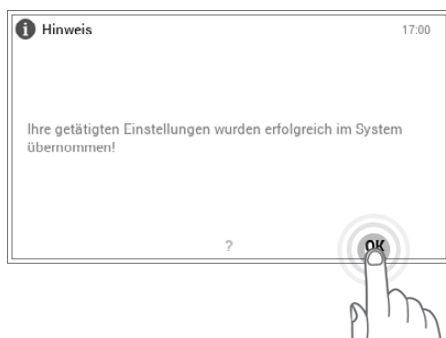 i Hinweis 17:00
Ihre getätigten Einstellungen wurden erfolgreich im System
übernommen!
? OK